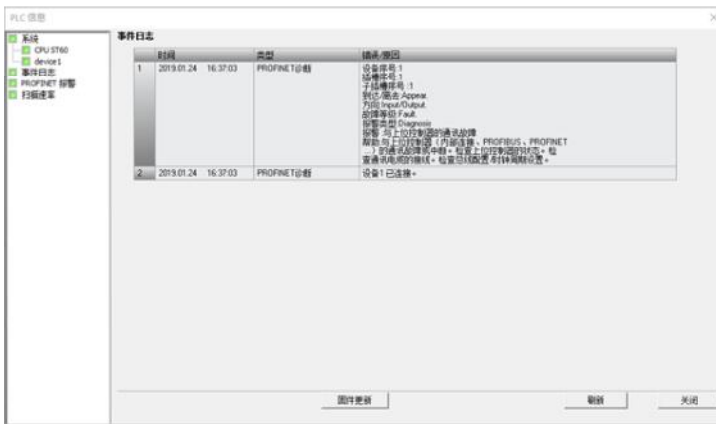 PLC 信息
系统
CPU ST60
device1
事件日志
PROFINET 报警
扫描速率
事件日志
时间 类型 错误/原因
1 2019.01.24 16:37:03 PROFINET诊断 设备序号:1
插槽序号:1
子插槽序号 :1
到达/离去:Appear.
方向:Input/Output.
故障等级:Fault.
报警类型:Diagnosis
报警 :与上位控制器的通讯故障
帮助:与上位控制器（内部连接、PROFIBUS、PROFINET
...）的通讯故障或中断。检查上位控制器的状态。检
查通讯电缆的接线。检查总线配置/时钟周期设置。
2 2019.01.24 16:37:03 PROFINET诊断 设备1 已连接。
固件更新 刷新 关闭